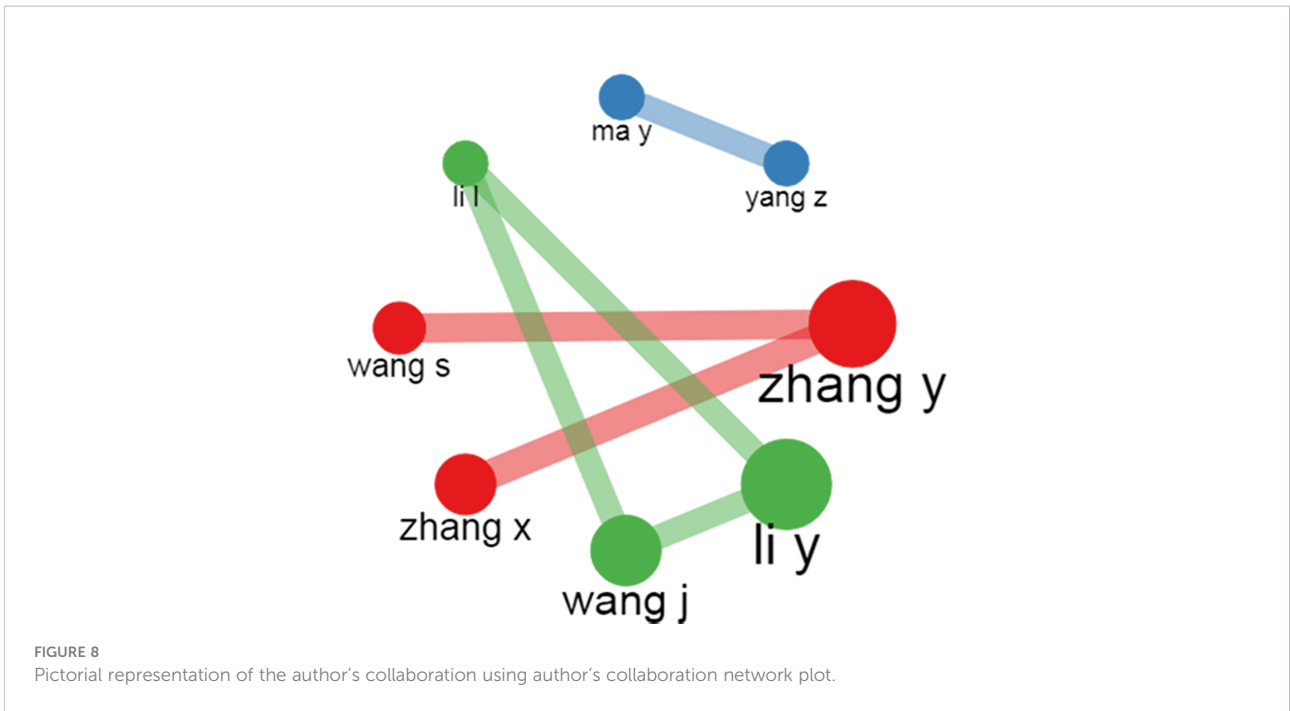 ma y
yang z
li l
wang s
zhang y
zhang x
li y
wang j
FIGURE 8
Pictorial representation of the author's collaboration using author's collaboration network plot.